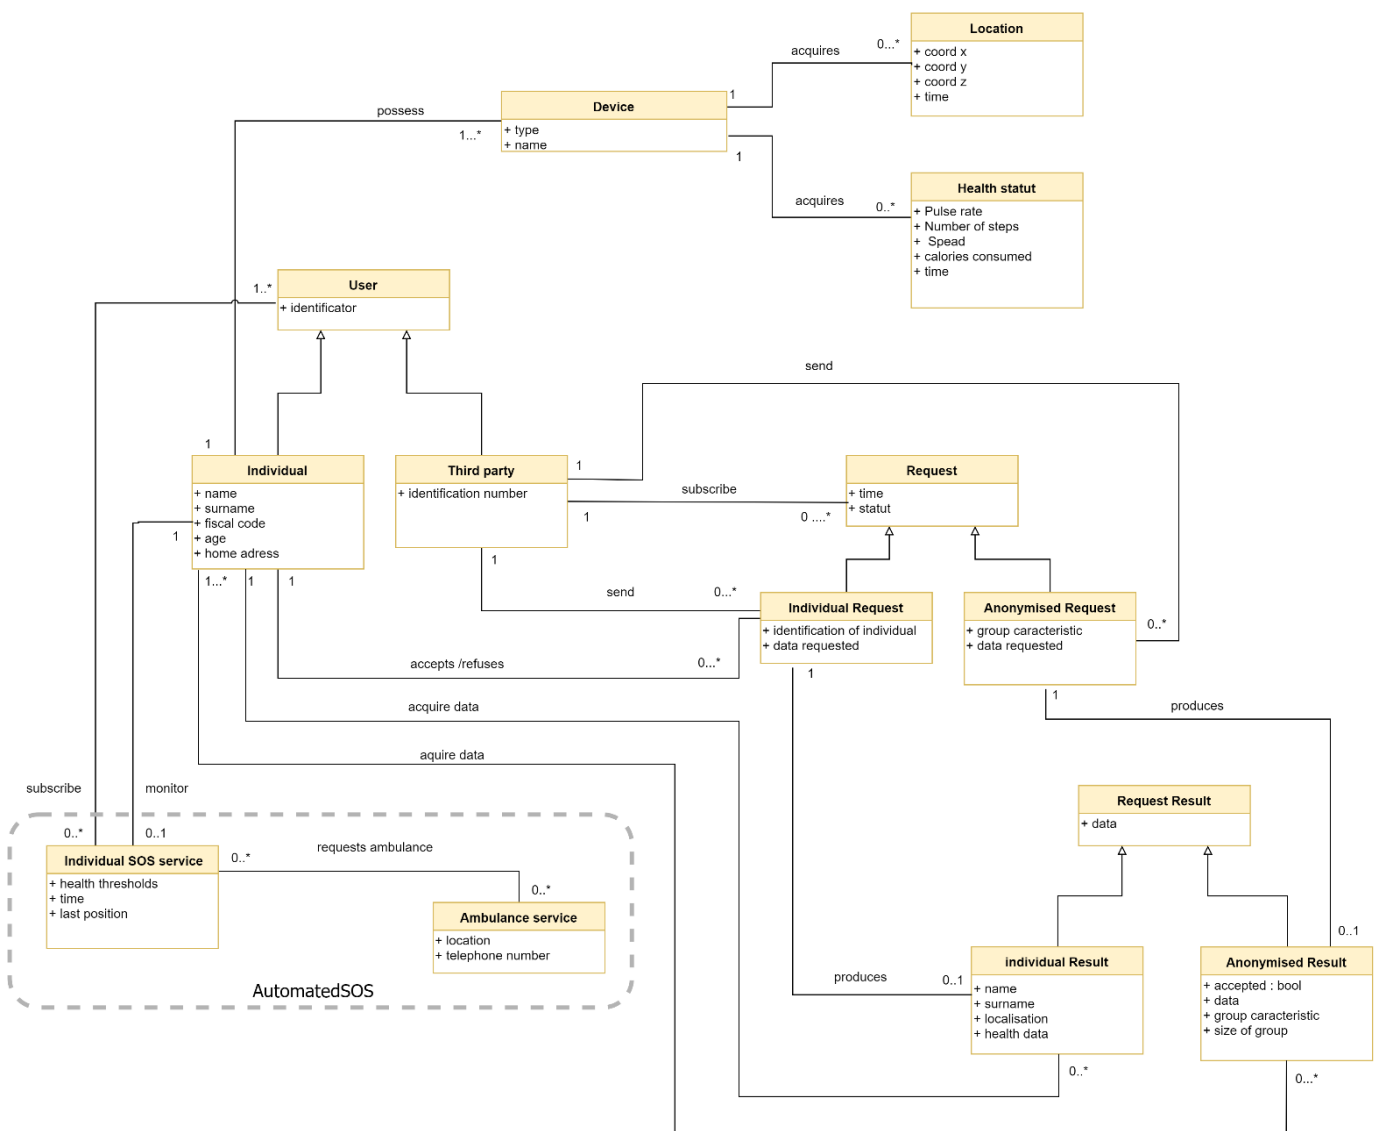 Location
+ coord x
+ coord y
+ coord z
+ time
acquires
0...*
1
Device
+ type
+ name
possess
1...*
1
acquires
0..*
Health statut
+ Pulse rate
+ Number of steps
+ Spead
+ calories consumed
+ time
User
+ identificator
1..*
send
1
Individual
+ name
+ surname
+ fiscal code
+ age
+ home adress
1
1...*
1
1
Third party
+ identification number
1
1
1
subscribe
0 ....*
Request
+ time
+ statut
send
0...*
Individual Request
+ identification of individual
+ data requested
Anonymised Request
+ group caracteristic
+ data requested
0..*
accepts /refuses
0...*
1
1
produces
acquire data
aquire data
subscribe
monitor
0..*
0..1
Individual SOS service
+ health thresholds
+ time
+ last position
0..*
requests ambulance
0..*
Ambulance service
+ location
+ telephone number
AutomatedSOS
Request Result
+ data
produces
0..1
0..1
individual Result
+ name
+ surname
+ localisation
+ health data
Anonymised Result
+ accepted : bool
+ data
+ group caracteristic
+ size of group
0..*
0...*